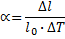 ∝= Δl / (l₀ · ΔT)